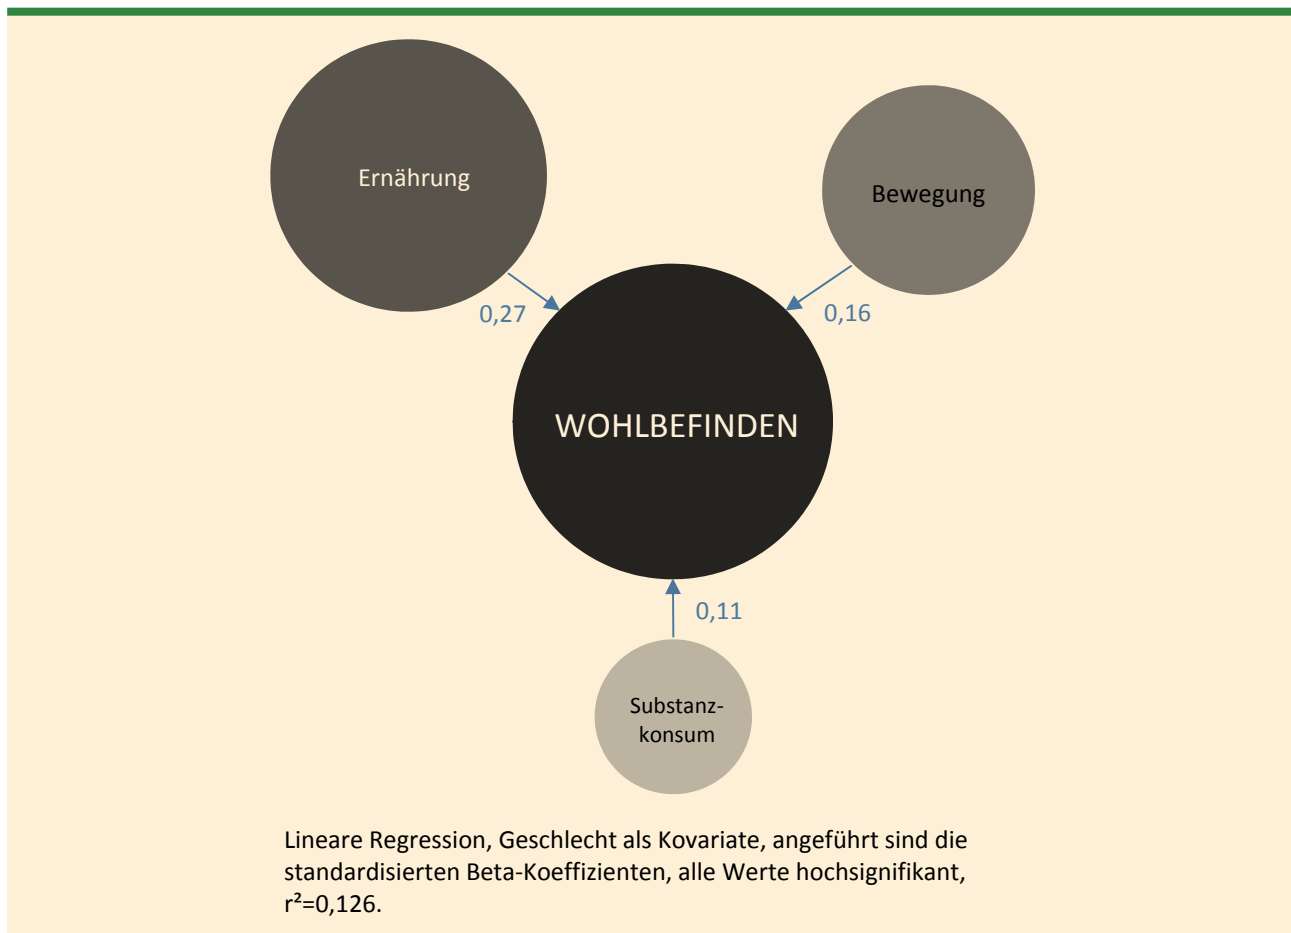 Ernährung
Bewegung
0,27
0,16
WOHLBEFINDEN
0,11
Substanz-
konsum
Lineare Regression, Geschlecht als Kovariate, angeführt sind die
standardisierten Beta-Koeffizienten, alle Werte hochsignifikant,
r²=0,126.